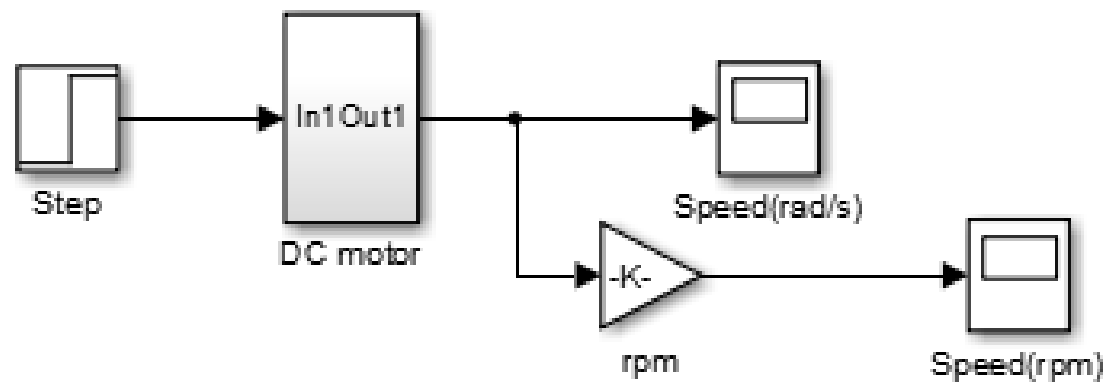 In1Out1
Step
DC motor
Speed(rad/s)
-K-
rpm
Speed(rpm)